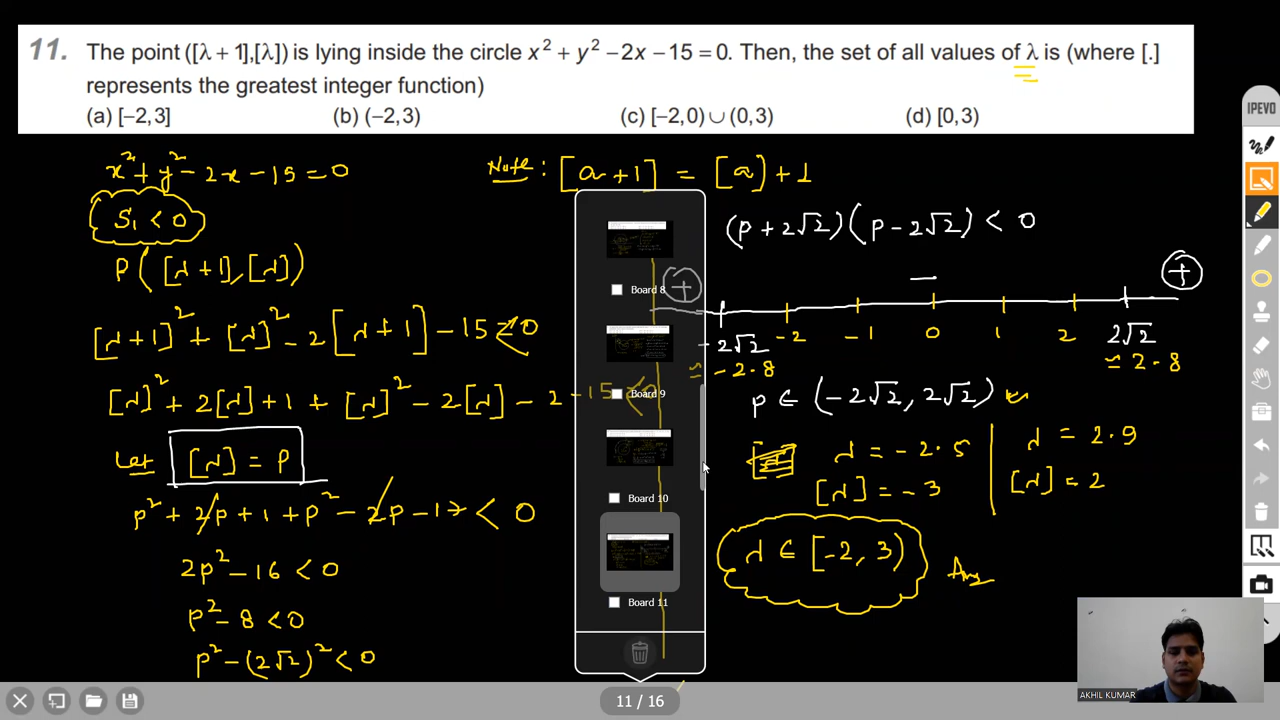 11. The point ([λ + 1],[λ]) is lying inside the circle x² + y² − 2x − 15 = 0. Then, the set of all values of λ is (where [.]
represents the greatest integer function)
(a) [−2,3] (b) (−2,3) (c) [−2,0) ∪ (0,3) (d) [0,3)
x² + y² − 2x − 15 = 0
S₁ < 0
P([λ+1], [λ])
[λ+1]² + [λ]² − 2[λ+1] − 15 < 0
[λ]² + 2[λ] + 1 + [λ]² − 2[λ] − 2 − 15 < 0
Let [λ] = P
p² + 2p + 1 + p² − 2p − 17 < 0
2p² − 16 < 0
p² − 8 < 0
p² − (2√2)² < 0
Note: [a+1] = [a] + 1
(p + 2√2)(p − 2√2) < 0
+ − +
−2√2 −2 −1 0 1 2 2√2
≃ −2.8 ≃ 2.8
p ∈ (−2√2, 2√2)
λ = −2.5 λ = 2.9
[λ] = −3 [λ] = 2
λ ∈ [−2, 3) Ans
Board 8
Board 9
Board 10
Board 11
11 / 16
IPEVO
AKHIL KUMAR